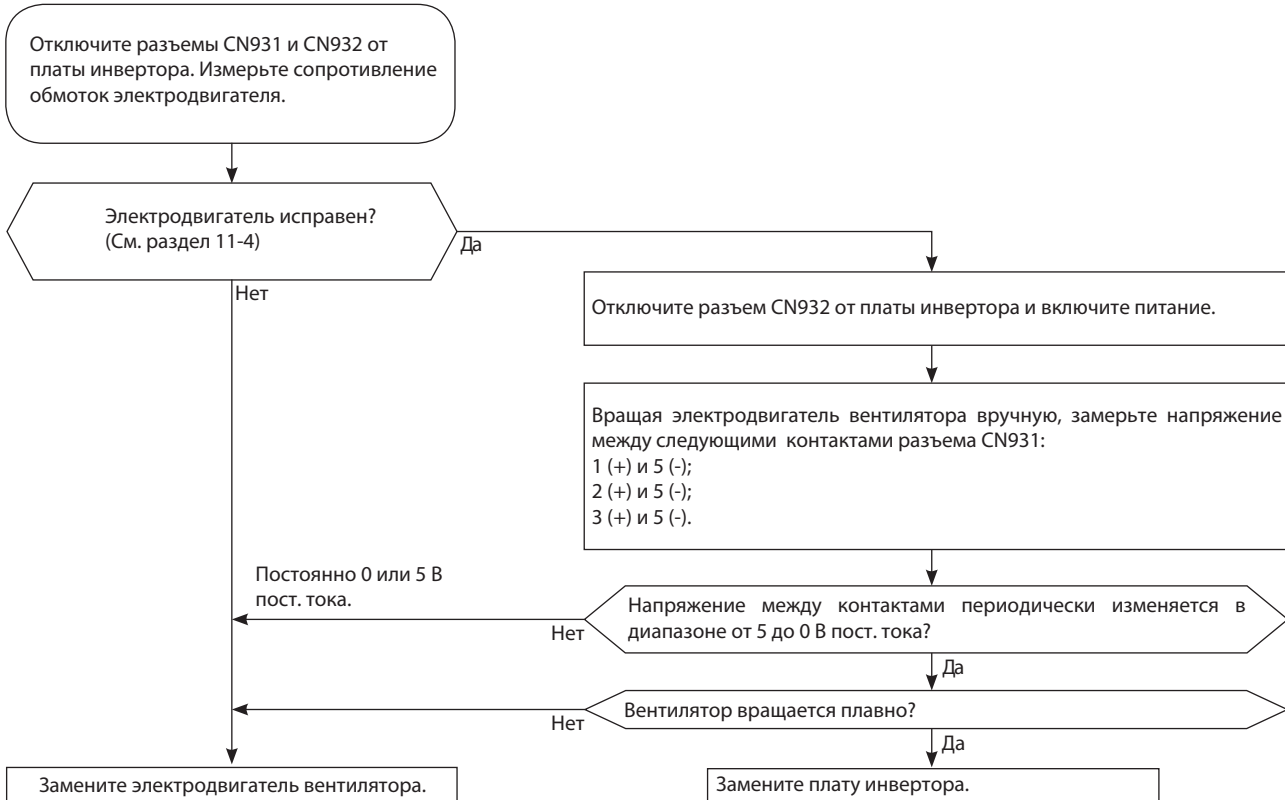 Отключите разъемы CN931 и CN932 от
платы инвертора. Измерьте сопротивление
обмоток электродвигателя.
Электродвигатель исправен?
(См. раздел 11-4)
Да
Нет
Отключите разъем CN932 от платы инвертора и включите питание.
Вращая электродвигатель вентилятора вручную, замерьте напряжение
между следующими контактами разъема CN931:
1 (+) и 5 (-);
2 (+) и 5 (-);
3 (+) и 5 (-).
Постоянно 0 или 5 В
пост. тока.
Напряжение между контактами периодически изменяется в
диапазоне от 5 до 0 В пост. тока?
Нет
Да
Вентилятор вращается плавно?
Нет
Да
Замените электродвигатель вентилятора.
Замените плату инвертора.